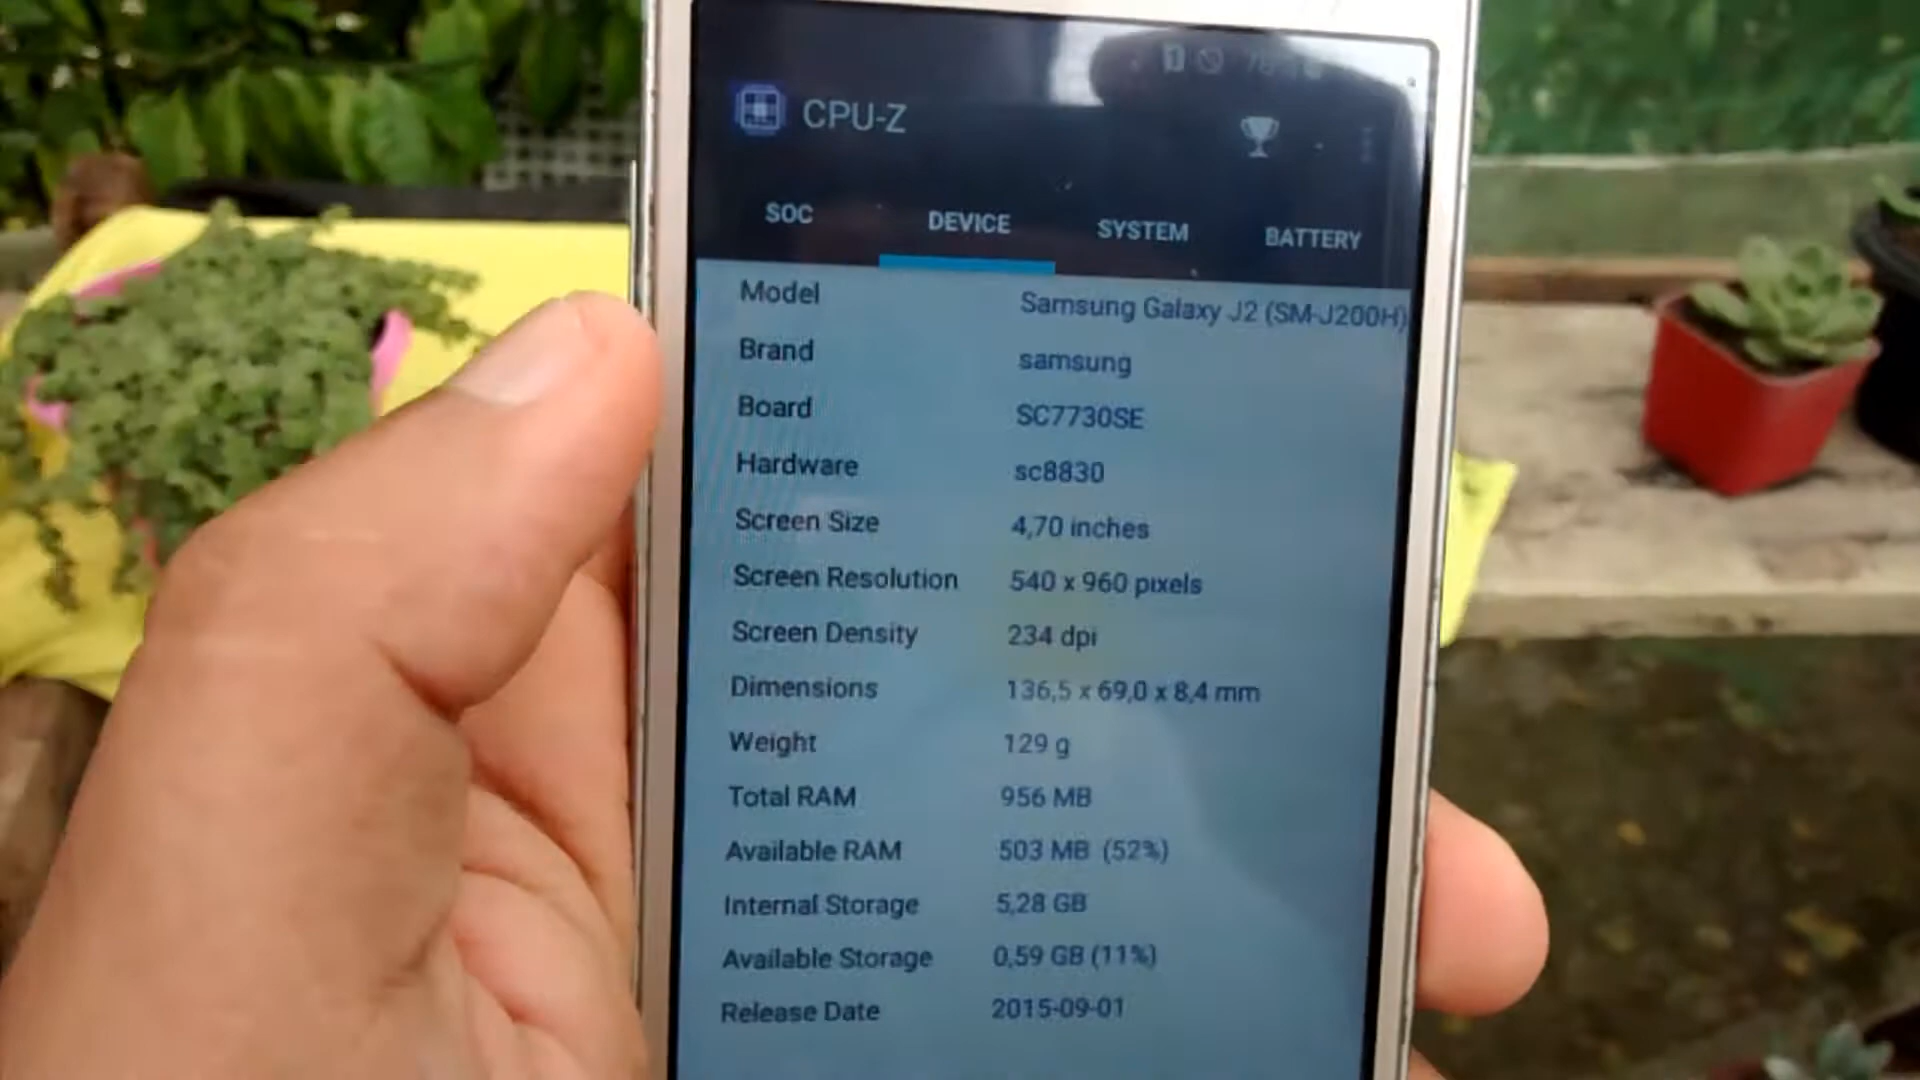 1
CPU-Z
SOC DEVICE SYSTEM BATTERY
Model Samsung Galaxy J2 (SM-J200H)
Brand samsung
Board SC7730SE
Hardware sc8830
Screen Size 4,70 inches
Screen Resolution 540 x 960 pixels
Screen Density 234 dpi
Dimensions 136,5 x 69,0 x 8,4 mm
Weight 129 g
Total RAM 956 MB
Available RAM 503 MB (52%)
Internal Storage 5,28 GB
Available Storage 0,59 GB (11%)
Release Date 2015-09-01